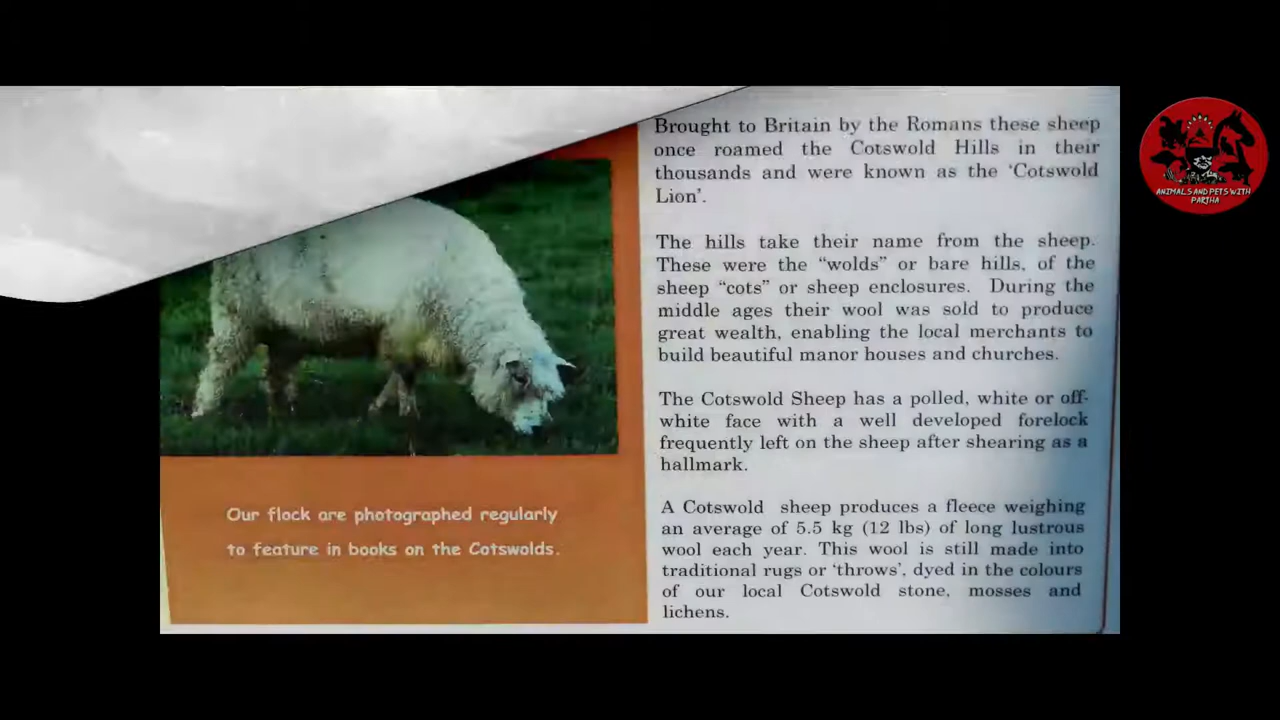 Brought to Britain by the Romans these sheep
once roamed the Cotswold Hills in their
thousands and were known as the ‘Cotswold
Lion’.
The hills take their name from the sheep.
These were the “wolds” or bare hills, of the
sheep “cots” or sheep enclosures. During the
middle ages their wool was sold to produce
great wealth, enabling the local merchants to
build beautiful manor houses and churches.
The Cotswold Sheep has a polled, white or off-
white face with a well developed forelock
frequently left on the sheep after shearing as a
hallmark.
A Cotswold sheep produces a fleece weighing
an average of 5.5 kg (12 lbs) of long lustrous
wool each year. This wool is still made into
traditional rugs or ‘throws’, dyed in the colours
of our local Cotswold stone, mosses and
lichens.
Our flock are photographed regularly
to feature in books on the Cotswolds.
ANIMALS AND PETS WITH
PARTHA